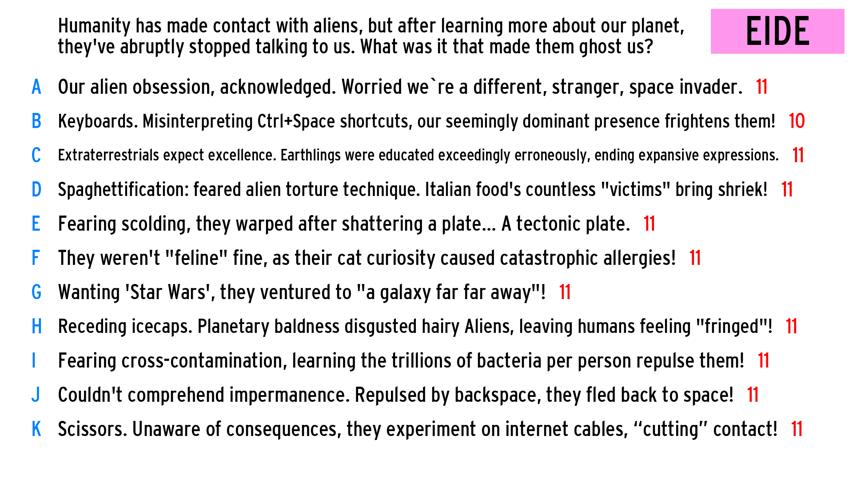 Humanity has made contact with aliens, but after learning more about our planet,
they've abruptly stopped talking to us. What was it that made them ghost us?
EIDE
A Our alien obsession, acknowledged. Worried we`re a different, stranger, space invader. 11
B Keyboards. Misinterpreting Ctrl+Space shortcuts, our seemingly dominant presence frightens them! 10
C Extraterrestrials expect excellence. Earthlings were educated exceedingly erroneously, ending expansive expressions. 11
D Spaghettification: feared alien torture technique. Italian food's countless "victims" bring shriek! 11
E Fearing scolding, they warped after shattering a plate... A tectonic plate. 11
F They weren't "feline" fine, as their cat curiosity caused catastrophic allergies! 11
G Wanting 'Star Wars', they ventured to "a galaxy far far away"! 11
H Receding icecaps. Planetary baldness disgusted hairy Aliens, leaving humans feeling "fringed"! 11
I Fearing cross-contamination, learning the trillions of bacteria per person repulse them! 11
J Couldn't comprehend impermanence. Repulsed by backspace, they fled back to space! 11
K Scissors. Unaware of consequences, they experiment on internet cables, “cutting” contact! 11